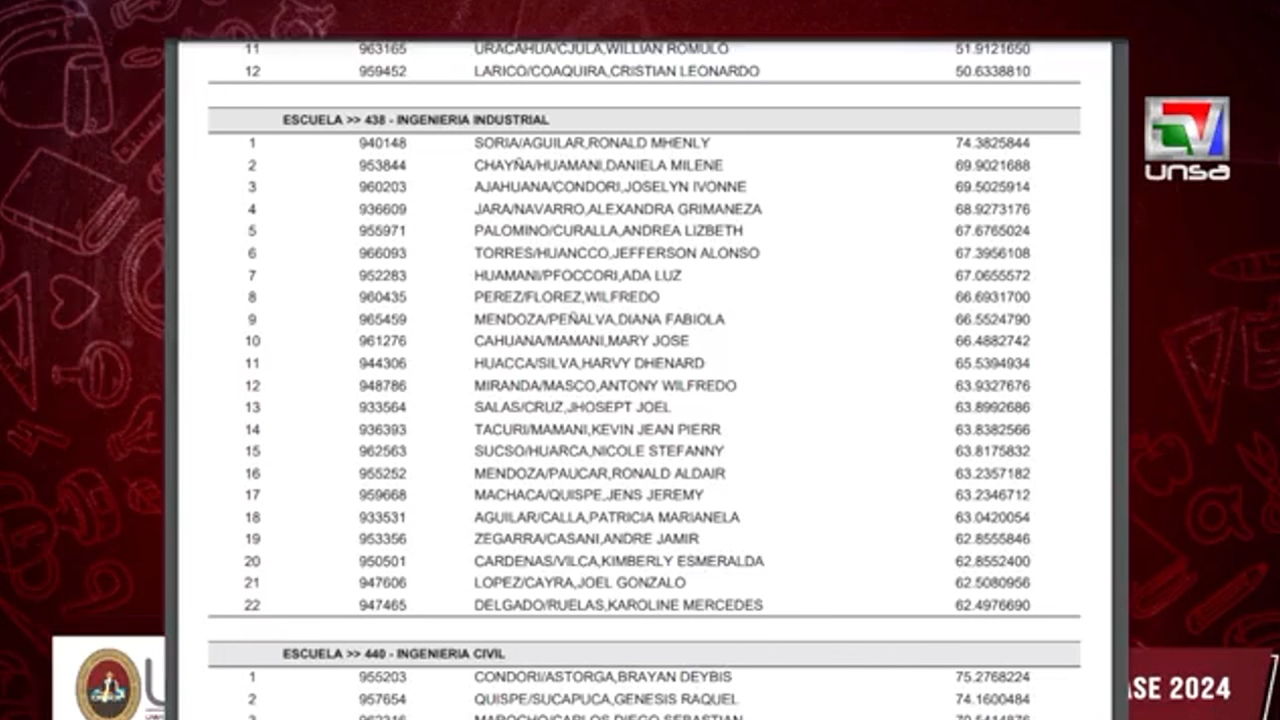 11 963165 URACAHUA/CJULA,WILLIAN ROMULO 51.9121650
12 959452 LARICO/COAQUIRA,CRISTIAN LEONARDO 50.6338810
ESCUELA >> 438 - INGENIERIA INDUSTRIAL
1 940148 SORIA/AGUILAR,RONALD MHENLY 74.3825844
2 953844 CHAYÑA/HUAMANI,DANIELA MILENE 69.9021688
3 960203 AJAHUANA/CONDORI,JOSELYN IVONNE 69.5025914
4 936609 JARA/NAVARRO,ALEXANDRA GRIMANEZA 68.9273176
5 955971 PALOMINO/CURALLA,ANDREA LIZBETH 67.6765024
6 966093 TORRES/HUANCCO,JEFFERSON ALONSO 67.3956108
7 952283 HUAMANI/PFOCCORI,ADA LUZ 67.0655572
8 960435 PEREZ/FLOREZ,WILFREDO 66.6931700
9 965459 MENDOZA/PEÑALVA,DIANA FABIOLA 66.5524790
10 961276 CAHUANA/MAMANI,MARY JOSE 66.4882742
11 944306 HUACCA/SILVA,HARVY DHENARD 65.5394934
12 948786 MIRANDA/MASCO,ANTONY WILFREDO 63.9327676
13 933564 SALAS/CRUZ,JHOSEPT JOEL 63.8992686
14 936393 TACURI/MAMANI,KEVIN JEAN PIERR 63.8382566
15 962563 SUCSO/HUARCA,NICOLE STEFANNY 63.8175832
16 955252 MENDOZA/PAUCAR,RONALD ALDAIR 63.2357182
17 959668 MACHACA/QUISPE,JENS JEREMY 63.2346712
18 933531 AGUILAR/CALLA,PATRICIA MARIANELA 63.0420054
19 953356 ZEGARRA/CASANI,ANDRE JAMIR 62.8555846
20 950501 CARDENAS/VILCA,KIMBERLY ESMERALDA 62.8552400
21 947606 LOPEZ/CAYRA,JOEL GONZALO 62.5080956
22 947465 DELGADO/RUELAS,KAROLINE MERCEDES 62.4976690
ESCUELA >> 440 - INGENIERIA CIVIL
1 955203 CONDORI/ASTORGA,BRAYAN DEYBIS 75.2768224
2 957654 QUISPE/SUCAPUCA,GENESIS RAQUEL 74.1600484
TV
unsa
ASE 2024